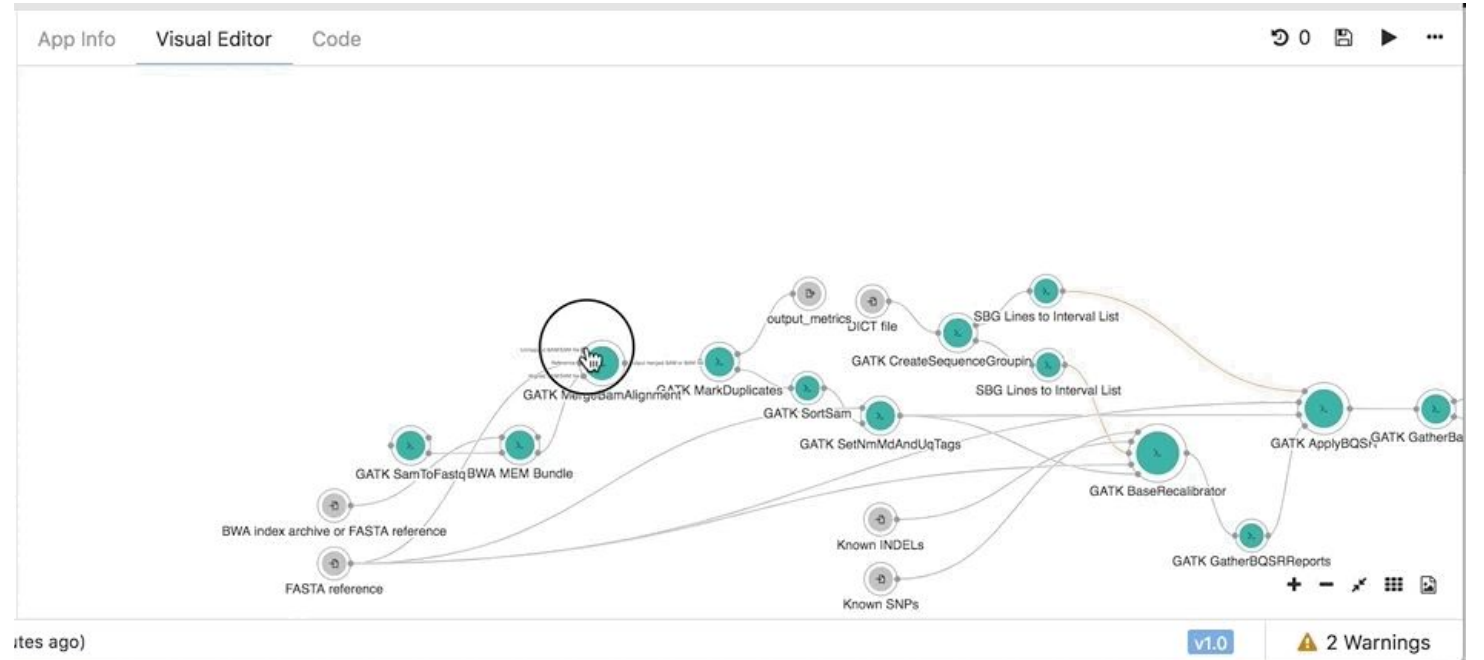 App Info Visual Editor Code 0
output_metrics
DICT file
SBG Lines to Interval List
GATK CreateSequenceGroupin
SBG Lines to Interval List
GATK MergeBamAlignment
GATK MarkDuplicates
GATK SortSam
GATK SetNmMdAndUqTags
GATK ApplyBQSR
GATK GatherBa
GATK SamToFastq
BWA MEM Bundle
GATK BaseRecalibrator
BWA index archive or FASTA reference
Known INDELs
GATK GatherBQSRReports
FASTA reference
Known SNPs
utes ago) v1.0 2 Warnings